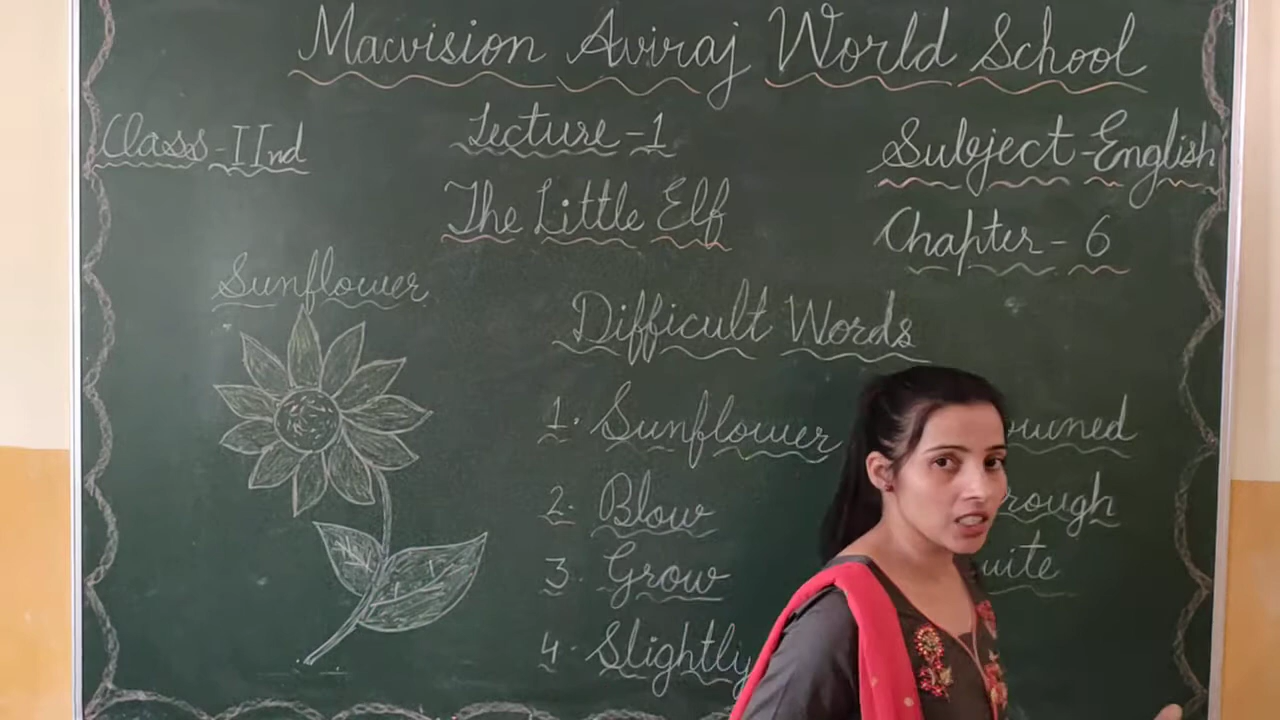 Macvision Aviraj World School
Class-IInd
Lecture-1
Subject-English
The Little Elf
Chapter-6
Sunflower
Difficult Words
1. Sunflower
2. Blow
3. Grow
4. Slightly